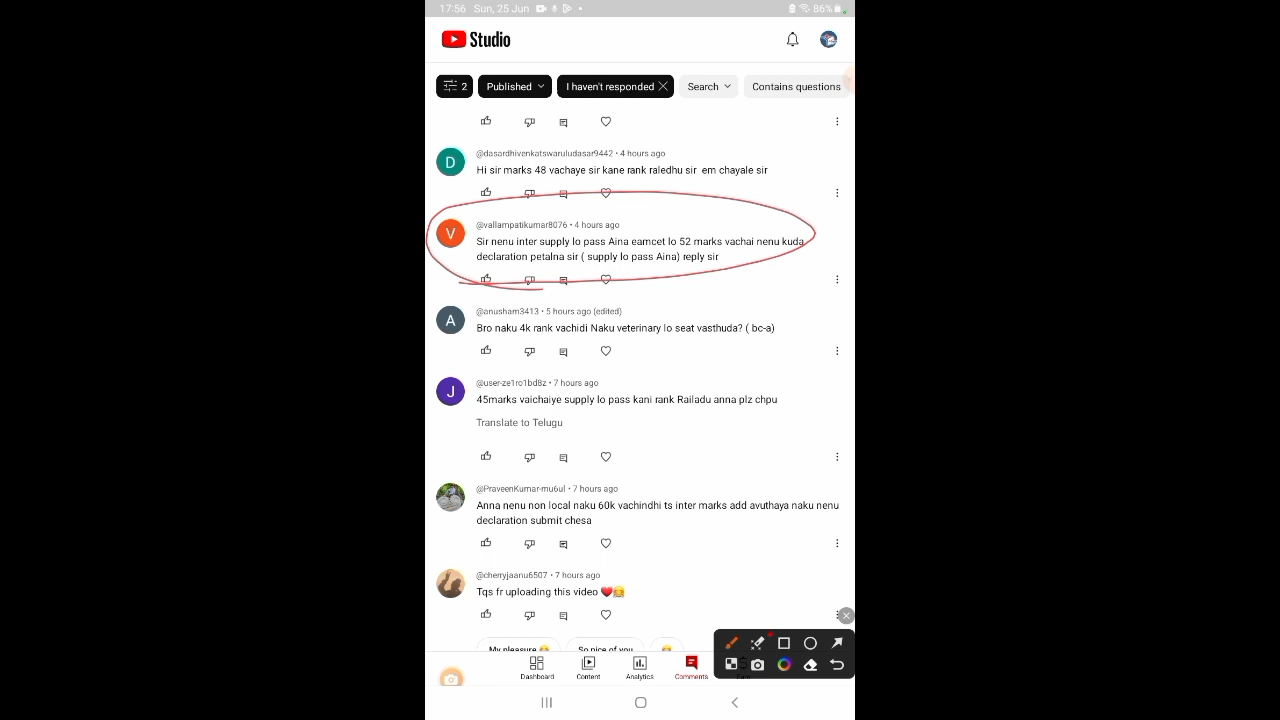 17:56 Sun, 25 Jun 86%
Studio
2 Published I haven't responded Search Contains questions
D
@dasardhivenkatswaruludasar9442 • 4 hours ago
Hi sir marks 48 vachaye sir kane rank raledhu sir em chayale sir
V
@vallampatikumar8076 • 4 hours ago
Sir nenu inter supply lo pass Aina eamcet lo 52 marks vachai nenu kuda
declaration petalna sir ( supply lo pass Aina) reply sir
A
@anusham3413 • 5 hours ago (edited)
Bro naku 4k rank vachidi Naku veterinary lo seat vasthuda? ( bc-a)
J
@user-ze1ro1bd8z • 7 hours ago
45marks vaichaiye supply lo pass kani rank Railadu anna plz chpu
Translate to Telugu
@PraveenKumar-mu6ul • 7 hours ago
Anna nenu non local naku 60k vachindhi ts inter marks add avuthaya naku nenu
declaration submit chesa
@cherryjaanu6507 • 7 hours ago
Tqs fr uploading this video ❤️😊
My pleasure So nice of you
Dashboard Content Analytics Comments